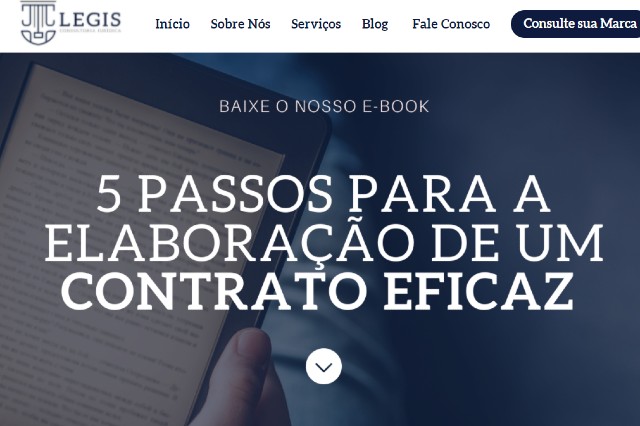 LEGIS
CONSULTORIA JURÍDICA
Início
Sobre Nós
Serviços
Blog
Fale Conosco
Consulte sua Marca
BAIXE O NOSSO E-BOOK
5 PASSOS PARA A
ELABORAÇÃO DE UM
CONTRATO EFICAZ